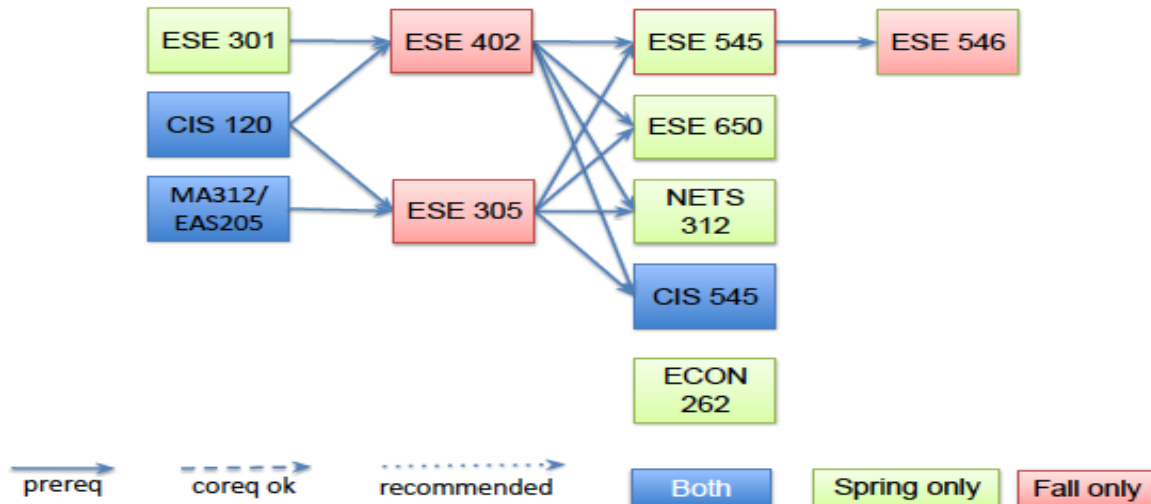 ESE 301
ESE 402
ESE 545
ESE 546
CIS 120
ESE 650
MA312/
EAS205
ESE 305
NETS
312
CIS 545
ECON
262
prereq
coreq ok
recommended
Both
Spring only
Fall only